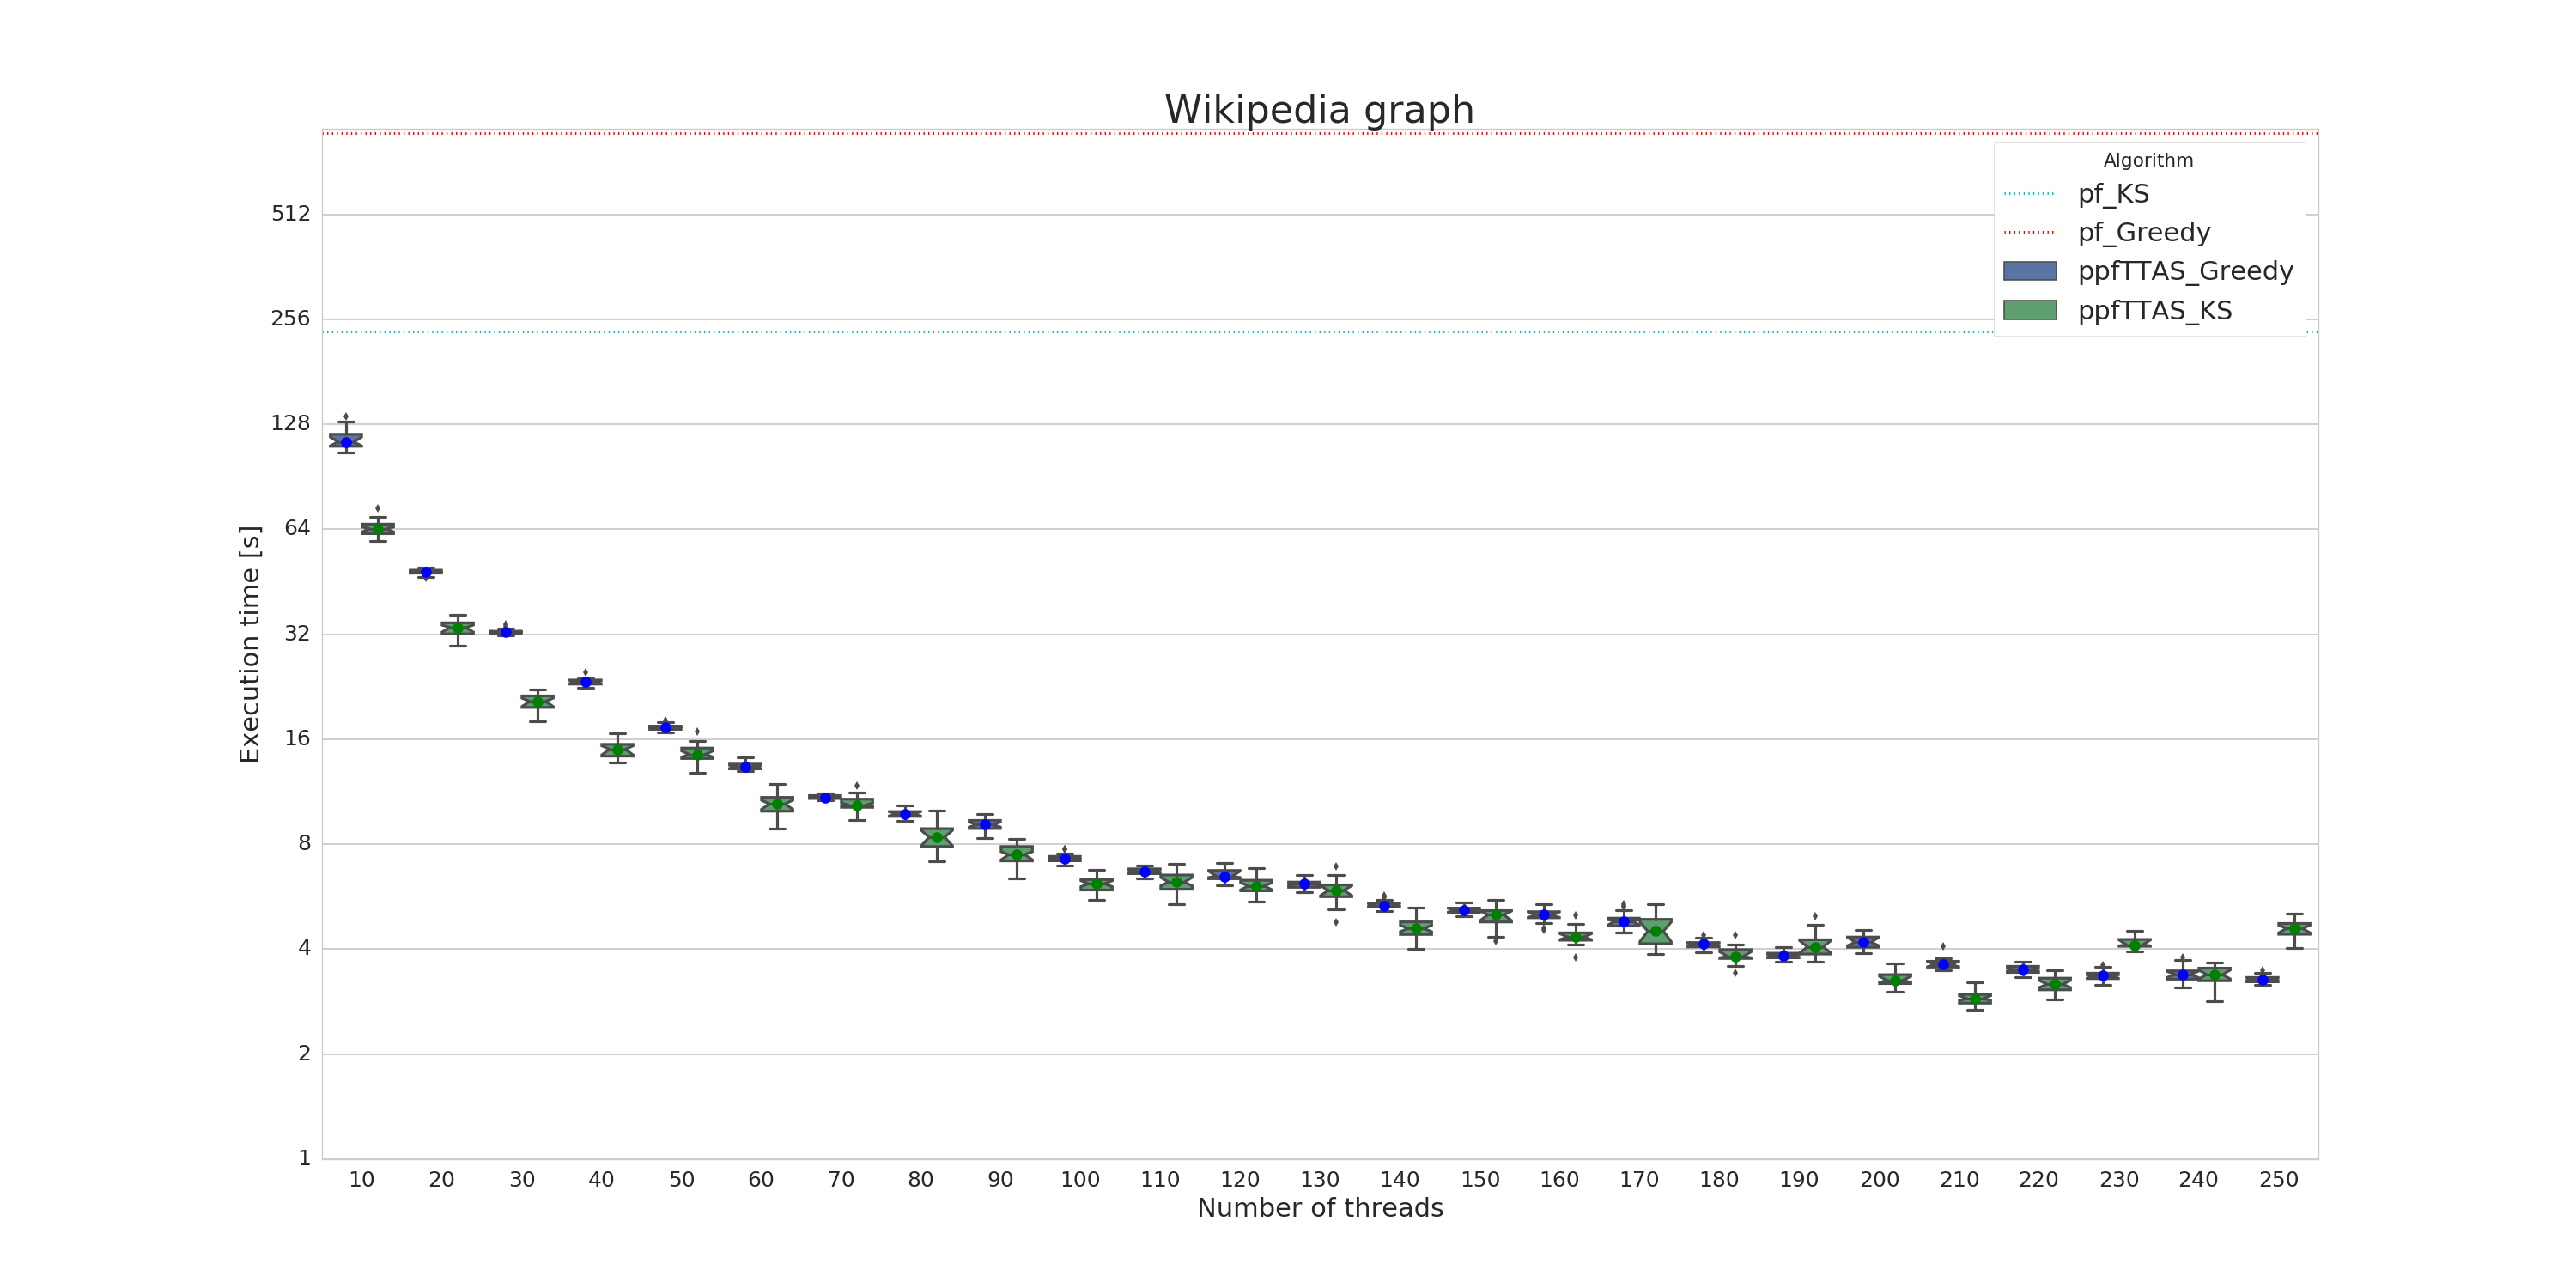 Wikipedia graph
Algorithm
pf_KS
pf_Greedy
ppfTTAS_Greedy
ppfTTAS_KS
Execution time [s]
512
256
128
64
32
16
8
4
2
1
10 20 30 40 50 60 70 80 90 100 110 120 130 140 150 160 170 180 190 200 210 220 230 240 250
Number of threads